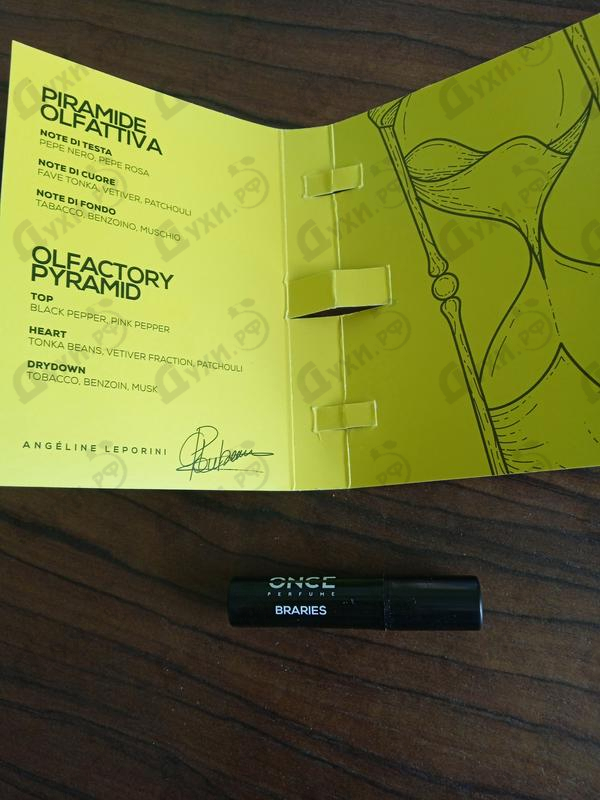 PIRAMIDE
OLFATTIVA
NOTE DI TESTA
PEPE NERO, PEPE ROSA
NOTE DI CUORE
FAVE TONKA, VETIVER, PATCHOULI
NOTE DI FONDO
TABACCO, BENZOINO, MUSCHIO
OLFACTORY
PYRAMID
TOP
BLACK PEPPER, PINK PEPPER
HEART
TONKA BEANS, VETIVER FRACTION, PATCHOULI
DRYDOWN
TOBACCO, BENZOIN, MUSK
ANGÉLINE LEPORINI
ONCE
PERFUME
BRARIES
Духи.рф